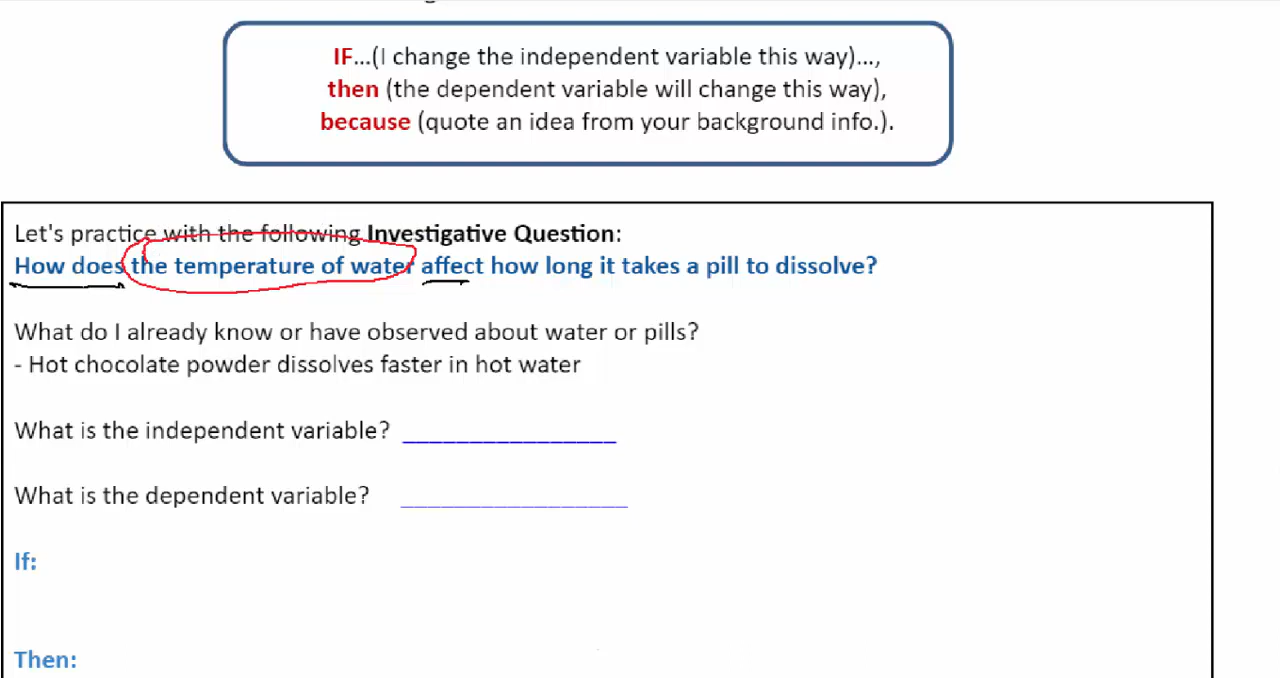 IF...(I change the independent variable this way)...,
then (the dependent variable will change this way),
because (quote an idea from your background info.).
Let's practice with the following Investigative Question:
How does the temperature of water affect how long it takes a pill to dissolve?
What do I already know or have observed about water or pills?
- Hot chocolate powder dissolves faster in hot water
What is the independent variable? ________________
What is the dependent variable? _________________
If:
Then: